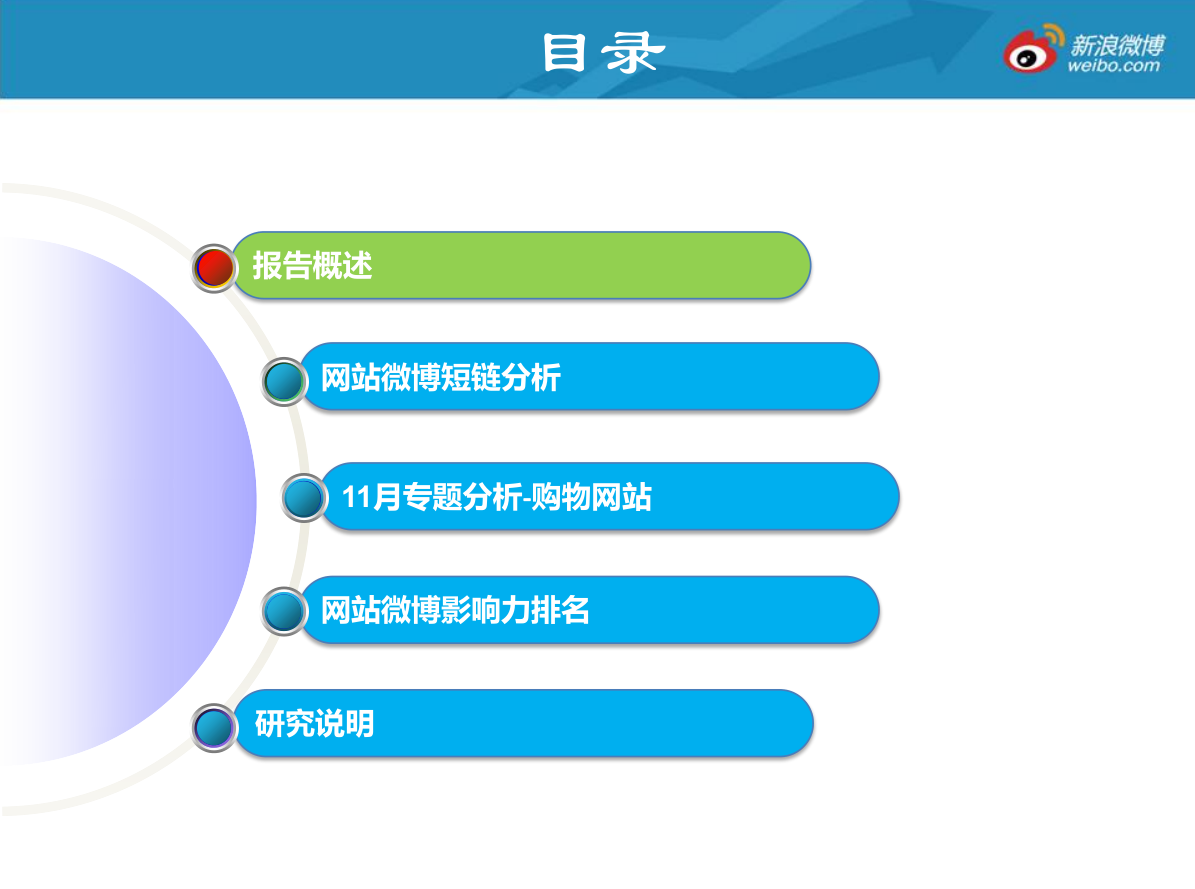 目录
新浪微博
weibo.com
报告概述
网站微博短链分析
11月专题分析-购物网站
网站微博影响力排名
研究说明